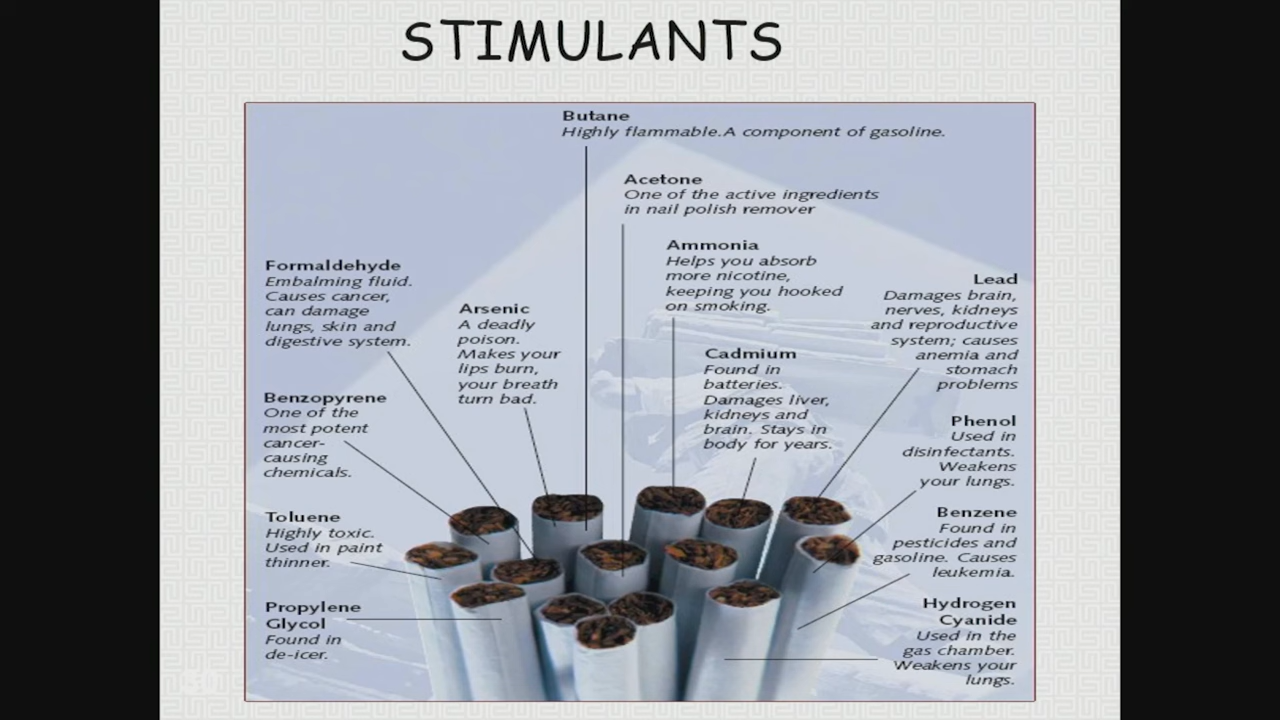 STIMULANTS
Butane
Highly flammable.A component of gasoline.
Acetone
One of the active ingredients
in nail polish remover
Ammonia
Helps you absorb
more nicotine,
keeping you hooked
on smoking.
Formaldehyde
Embalming fluid.
Causes cancer,
can damage
lungs, skin and
digestive system.
Arsenic
A deadly
poison.
Makes your
lips burn,
your breath
turn bad.
Cadmium
Found in
batteries.
Damages liver,
kidneys and
brain. Stays in
body for years.
Lead
Damages brain,
nerves, kidneys
and reproductive
system; causes
anemia and
stomach
problems
Benzopyrene
One of the
most potent
cancer-
causing
chemicals.
Phenol
Used in
disinfectants.
Weakens
your lungs.
Toluene
Highly toxic.
Used in paint
thinner.
Benzene
Found in
pesticides and
gasoline. Causes
leukemia.
Propylene
Glycol
Found in
de-icer.
Hydrogen
Cyanide
Used in the
gas chamber.
Weakens your
lungs.